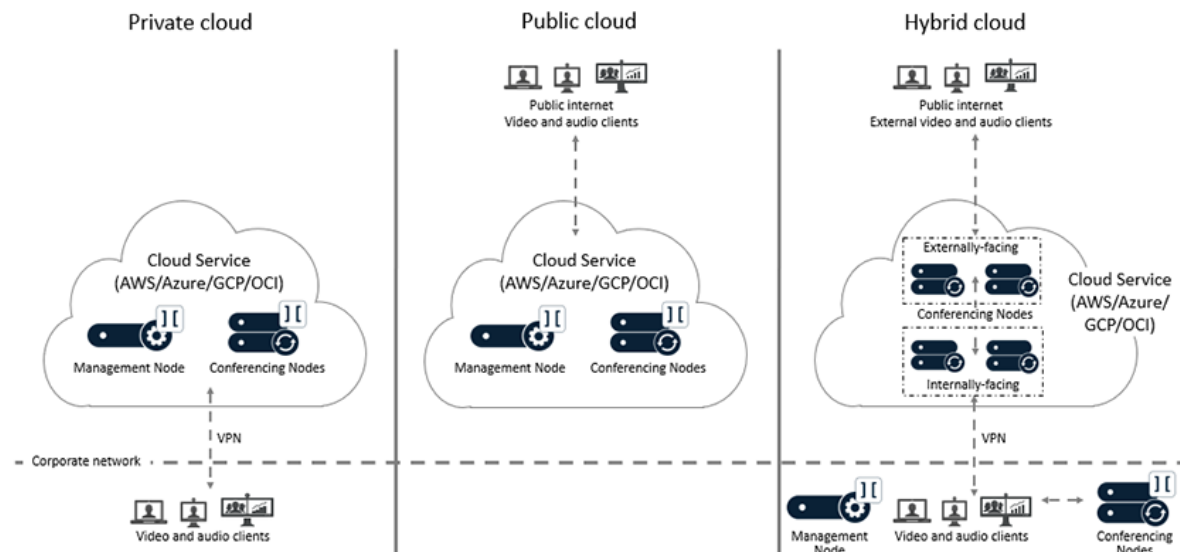 Private cloud
Cloud Service
(AWS/Azure/GCP/OCI)
Management Node
Conferencing Nodes
VPN
Corporate network
Video and audio clients
Public cloud
Public internet
Video and audio clients
Cloud Service
(AWS/Azure/GCP/OCI)
Management Node
Conferencing Nodes
Hybrid cloud
Public internet
External video and audio clients
Externally-facing
Conferencing Nodes
Internally-facing
Cloud Service
(AWS/Azure/
GCP/OCI)
VPN
Management
Node
Video and audio clients
Conferencing
Nodes